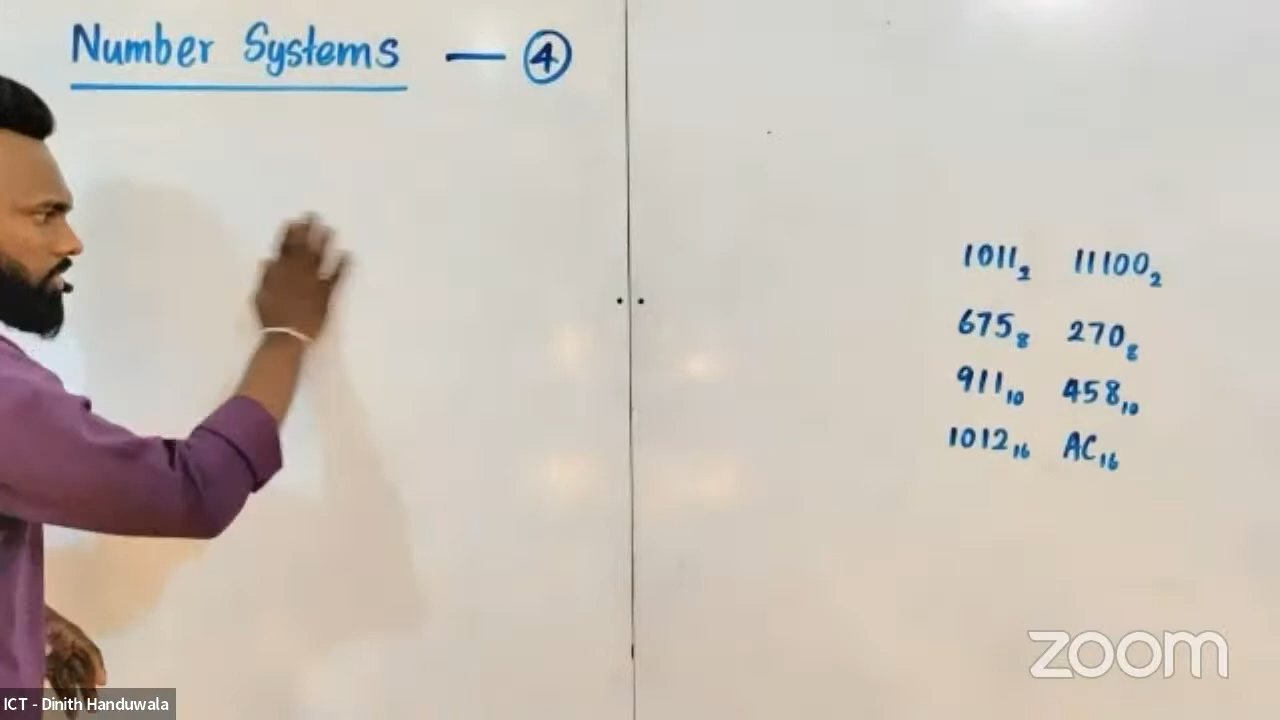 Number Systems — ④
1011₂ 11100₂
675₈ 270₈
911₁₀ 458₁₀
1012₁₆ AC₁₆
zoom
ICT - Dinith Handuwala